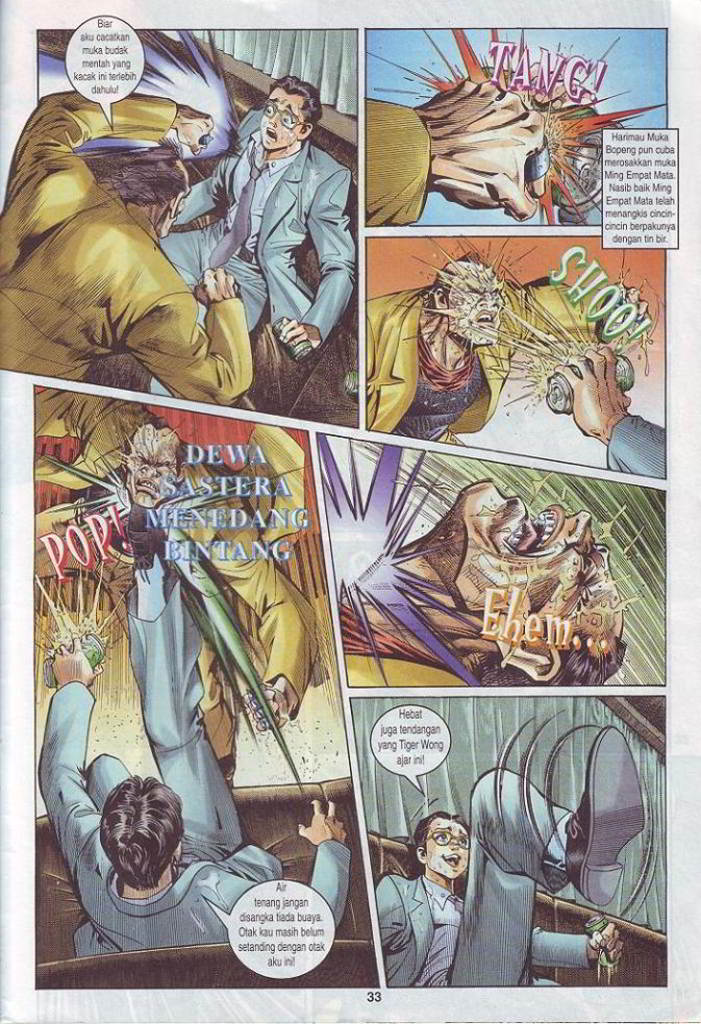 Biar
aku cacatkan
muka budak
mentah yang
kacak ini terlebih
dahulu!
TANG!
Harimau Muka
Bopeng pun cuba
merosakkan muka
Ming Empat Mata.
Nasib baik Ming
Empat Mata telah
menangkis cincin-
cincin berpakunya
dengan tin bir.
SHOO!
DEWA
SASTERA
MENEDANG
BINTANG
POP!
Ehem...
Air
tenang jangan
disangka tiada buaya.
Otak kau masih belum
setanding dengan otak
aku ini!
Hebat
juga tendangan
yang Tiger Wong
ajar ini!
33